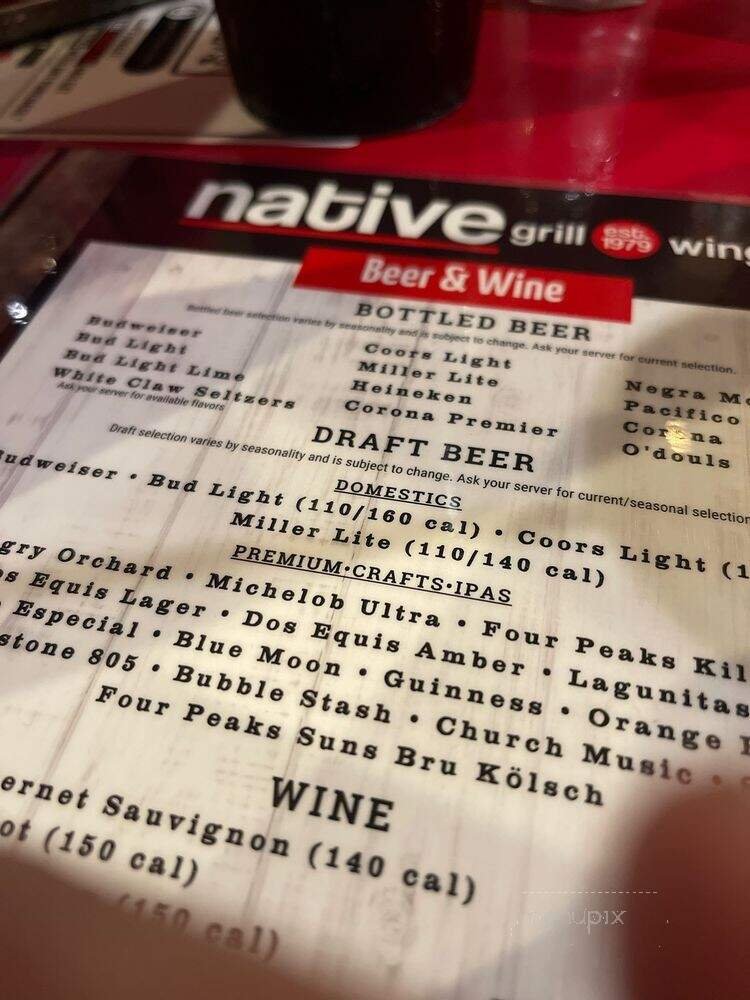 native grill est. 1979
Beer & Wine
BOTTLED BEER
Bottled beer selection varies by seasonality and is subject to change. Ask your server for current selection.
Budweiser
Bud Light
Bud Light Lime
White Claw Seltzers
Ask your server for available flavors
Coors Light
Miller Lite
Heineken
Corona Premier
Negra
Pacifico
Corona
O'douls
DRAFT BEER
Draft selection varies by seasonality and is subject to change. Ask your server for current/seasonal selection
DOMESTICS
Budweiser • Bud Light (110/160 cal) • Coors Light (1
Miller Lite (110/140 cal)
PREMIUM•CRAFTS•IPAS
gry Orchard • Michelob Ultra • Four Peaks Kil
os Equis Lager • Dos Equis Amber • Lagunitas
Especial • Blue Moon • Guinness • Orange
stone 805 • Bubble Stash • Church Music •
Four Peaks Suns Bru Kölsch
WINE
ernet Sauvignon (140 cal)
ot (150 cal)
(150 cal)